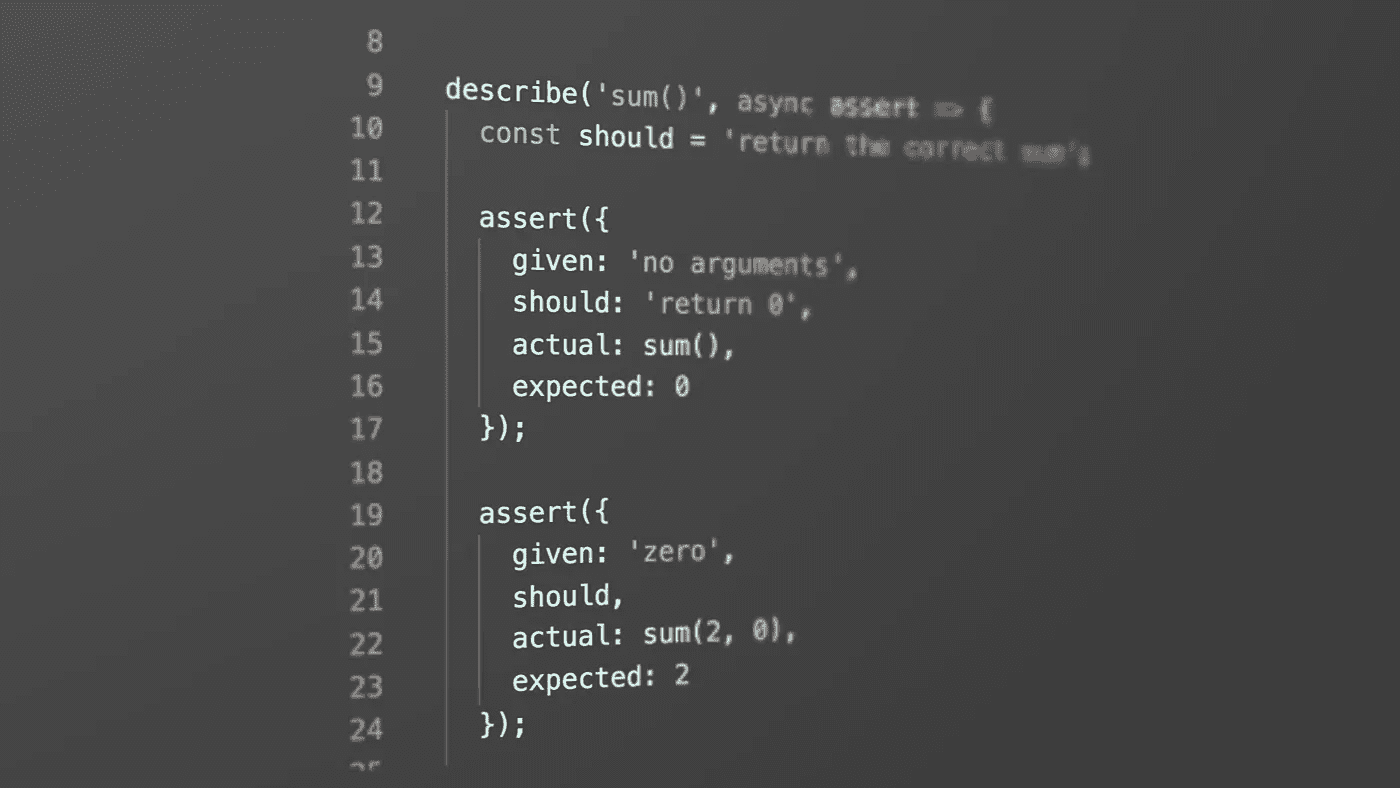 8
9 describe('sum()', async assert => {
10 const should = 'return the correct sum';
11
12 assert({
13 given: 'no arguments',
14 should: 'return 0',
15 actual: sum(),
16 expected: 0
17 });
18
19 assert({
20 given: 'zero',
21 should,
22 actual: sum(2, 0),
23 expected: 2
24 });